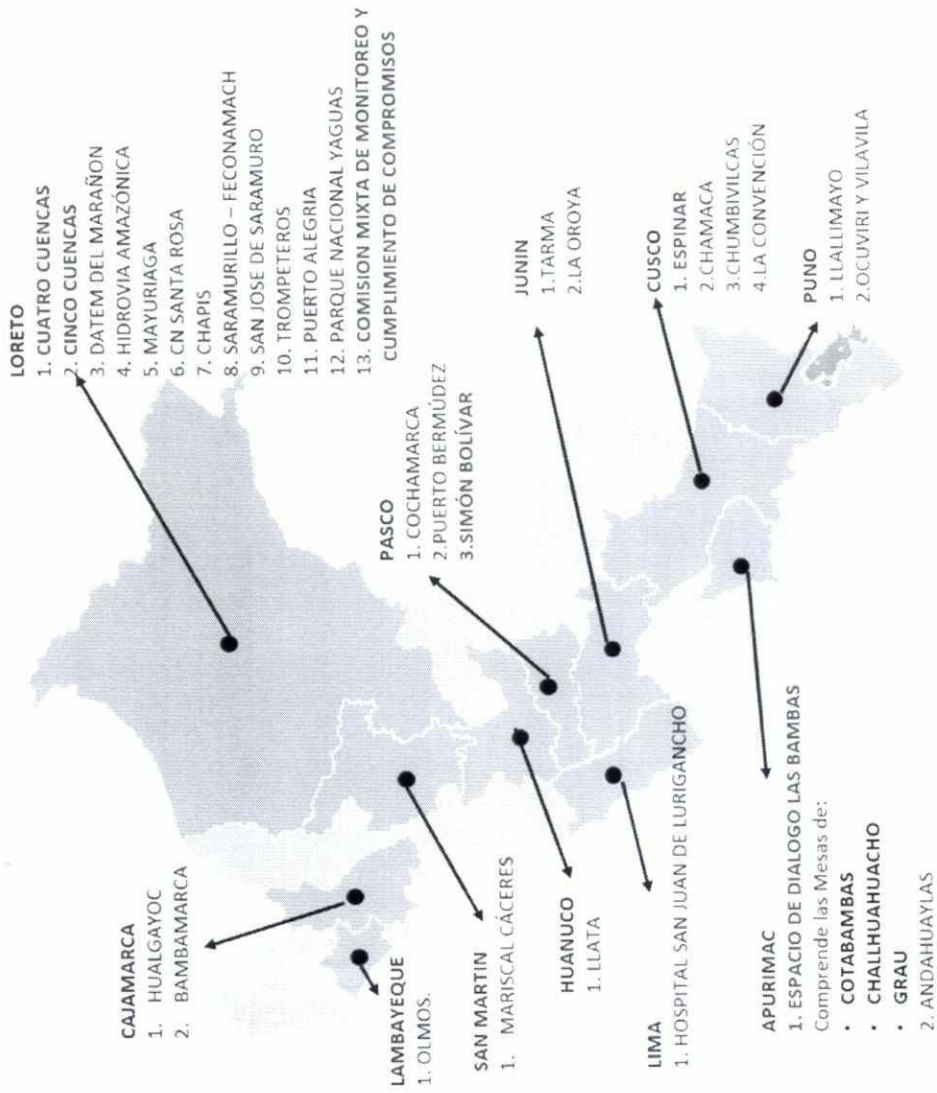 LORETO
1. CUATRO CUENCAS
2. CINCO CUENCAS
3. DATEM DEL MARAÑON
4. HIDROVIA AMAZÓNICA
5. MAYURIAGA
6. CN SANTA ROSA
7. CHAPIS
8. SARAMURILLO – FECONAMACH
9. SAN JOSE DE SARAMURO
10. TROMPETEROS
11. PUERTO ALEGRIA
12. PARQUE NACIONAL YAGUAS
13. COMISION MIXTA DE MONITOREO Y
CUMPLIMIENTO DE COMPROMISOS
CAJAMARCA
1. HUALGAYOC
2. BAMBAMARCA
LAMBAYEQUE
1. OLMOS.
SAN MARTIN
1. MARISCAL CÁCERES
HUANUCO
1. LLATA
PASCO
1. COCHAMARCA
2.PUERTO BERMÚDEZ
3.SIMÓN BOLÍVAR
JUNIN
1.TARMA
2.LA OROYA
LIMA
1. HOSPITAL SAN JUAN DE LURIGANCHO
CUSCO
1. ESPINAR
2.CHAMACA
3.CHUMBIVILCAS
4.LA CONVENCIÓN
PUNO
1. LLALLIMAYO
2.OCUVIRI Y VILAVILA
APURIMAC
1. ESPACIO DE DIALOGO LAS BAMBAS
Comprende las Mesas de:
• COTABAMBAS
• CHALLHUAHUACHO
• GRAU
2. ANDAHUAYLAS